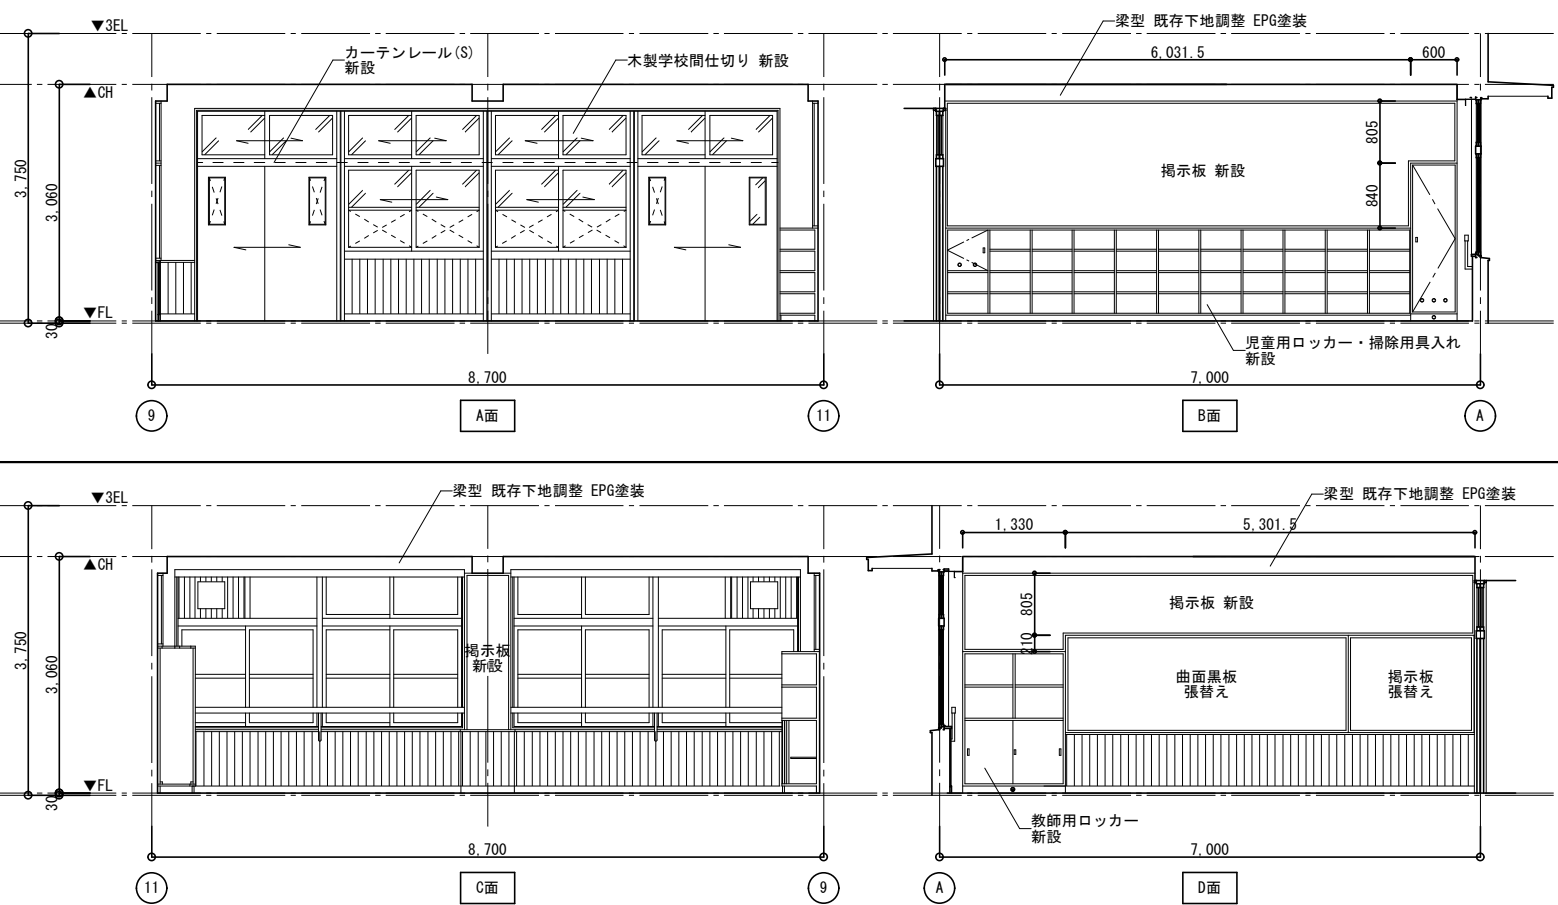 ▼3EL
カーテンレール(S)
新設
木製学校間仕切り 新設
▲CH
3,750
3,060
▼FL
30
8,700
9
A面
11
梁型 既存下地調整 EPG塗装
6,031.5
600
805
掲示板 新設
840
児童用ロッカー・掃除用具入れ
新設
7,000
B面
A
▼3EL
梁型 既存下地調整 EPG塗装
▲CH
3,750
3,060
掲示板
新設
▼FL
30
8,700
11
C面
9
梁型 既存下地調整 EPG塗装
1,330
5,301.5
805
掲示板 新設
210
曲面黒板
張替え
掲示板
張替え
教師用ロッカー
新設
7,000
A
D面